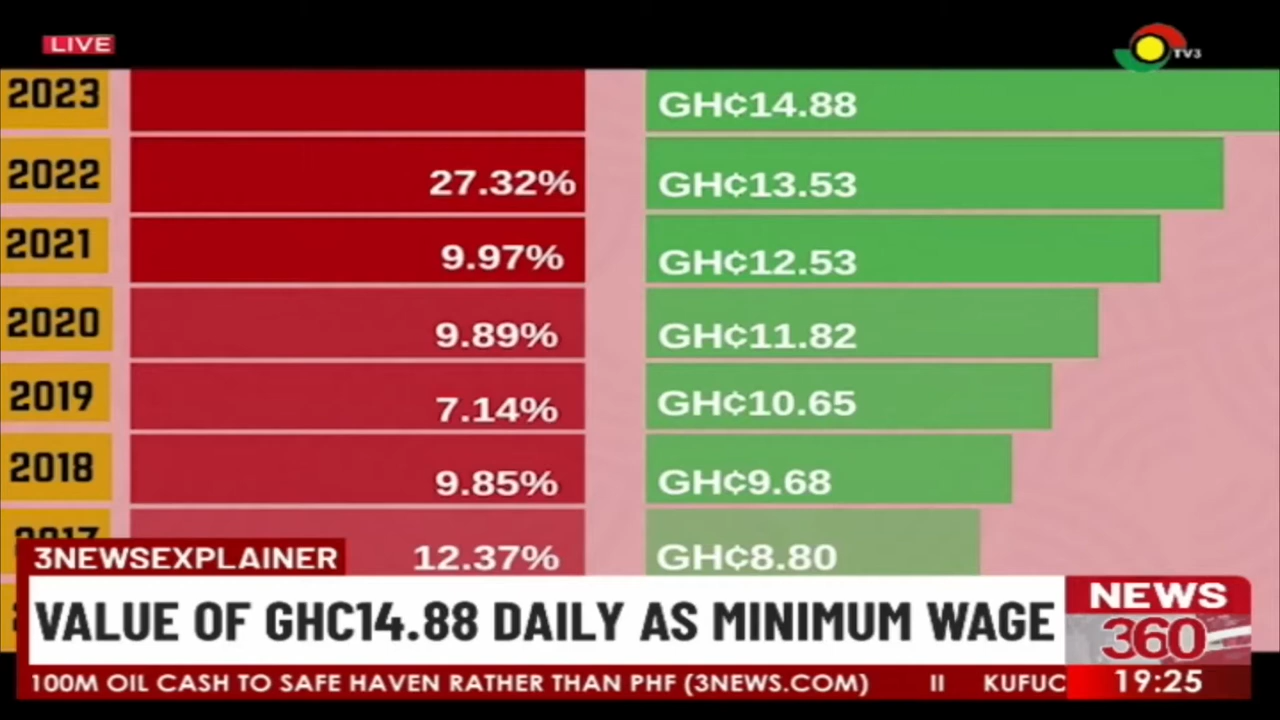 LIVE
TV3
2023 GH¢14.88
2022 27.32% GH¢13.53
2021 9.97% GH¢12.53
2020 9.89% GH¢11.82
2019 7.14% GH¢10.65
2018 9.85% GH¢9.68
2017 12.37% GH¢8.80
3NEWSEXPLAINER
VALUE OF GHC14.88 DAILY AS MINIMUM WAGE
NEWS
360
100M OIL CASH TO SAFE HAVEN RATHER THAN PHF (3NEWS.COM) II KUFUC
19:25